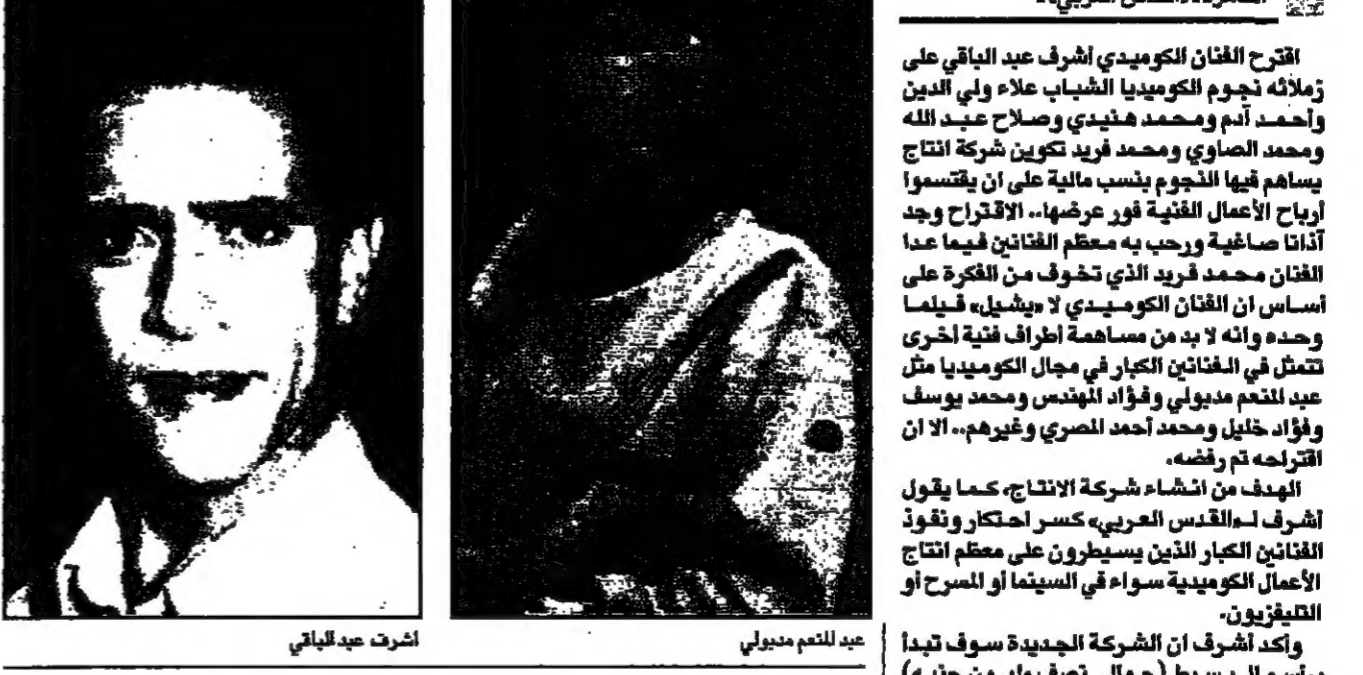 اقترح الفنان الكوميدي أشرف عبد الباقي على
زملائه نجوم الكوميديا الشباب علاء ولي الدين
وأحمد آدم ومحمد هنيدي وصلاح عبد الله
ومحمد الصاوي ومحمد فريد تكوين شركة انتاج
يساهم فيها النجوم بنسب مالية على ان يقتسموا
أرباح الأعمال الفنية فور عرضها.. الاقتراح وجد
آذانا صاغية ورحب به معظم الفنانين فيما عدا
الفنان محمد فريد الذي تخوف من الفكرة على
أساس ان الفنان الكوميدي لا «يشيل» فيلما
وحده وانه لا بد من مساهمة أطراف فنية أخرى
تتمثل في الفنانين الكبار في مجال الكوميديا مثل
عبد المنعم مدبولي وفؤاد المهندس ومحمد يوسف
وفؤاد خليل ومحمد أحمد المصري وغيرهم.. الا ان
اقتراحه تم رفضه.
الهدف من انشاء شركة الانتاج، كما يقول
أشرف لـ«القدس العربي» كسر احتكار ونفوذ
الفنانين الكبار الذين يسيطرون على معظم انتاج
الأعمال الكوميدية سواء في السينما أو المسرح أو
التليفزيون.
وأكد أشرف ان الشركة الجديدة سوف تبدأ
عبد المنعم مدبولي
أشرف عبد الباقي